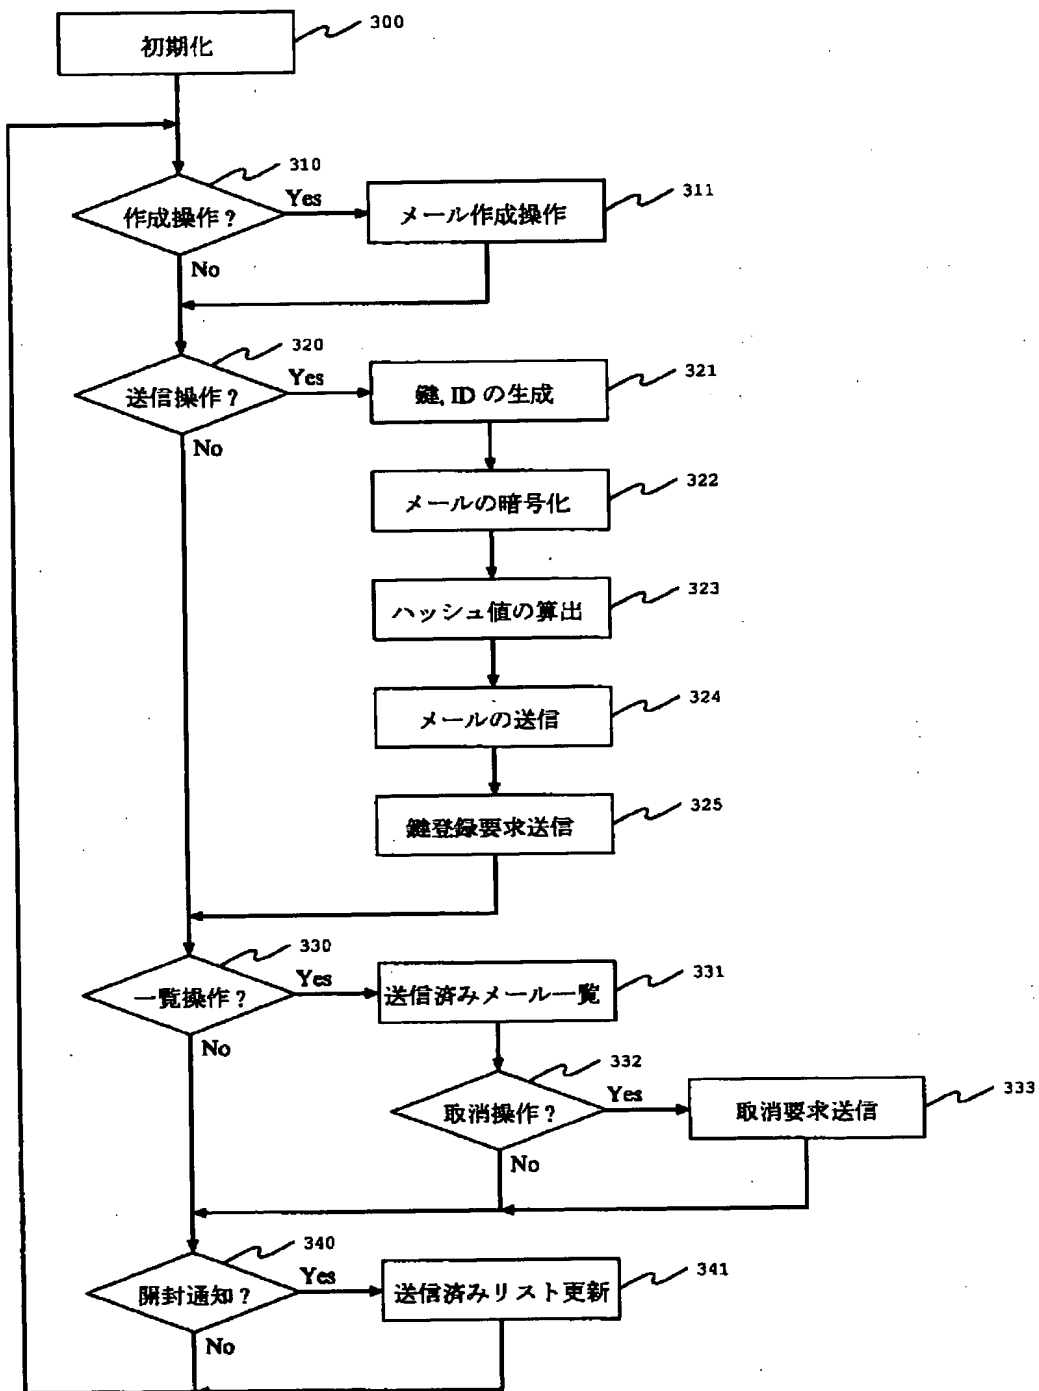 300
初期化
310
作成操作?
Yes
メール作成操作
311
No
320
送信操作?
Yes
鍵, ID の生成
321
No
メールの暗号化
322
ハッシュ値の算出
323
メールの送信
324
鍵登録要求送信
325
330
一覧操作?
Yes
送信済みメール一覧
331
No
332
取消操作?
Yes
取消要求送信
333
No
340
開封通知?
Yes
送信済みリスト更新
341
No